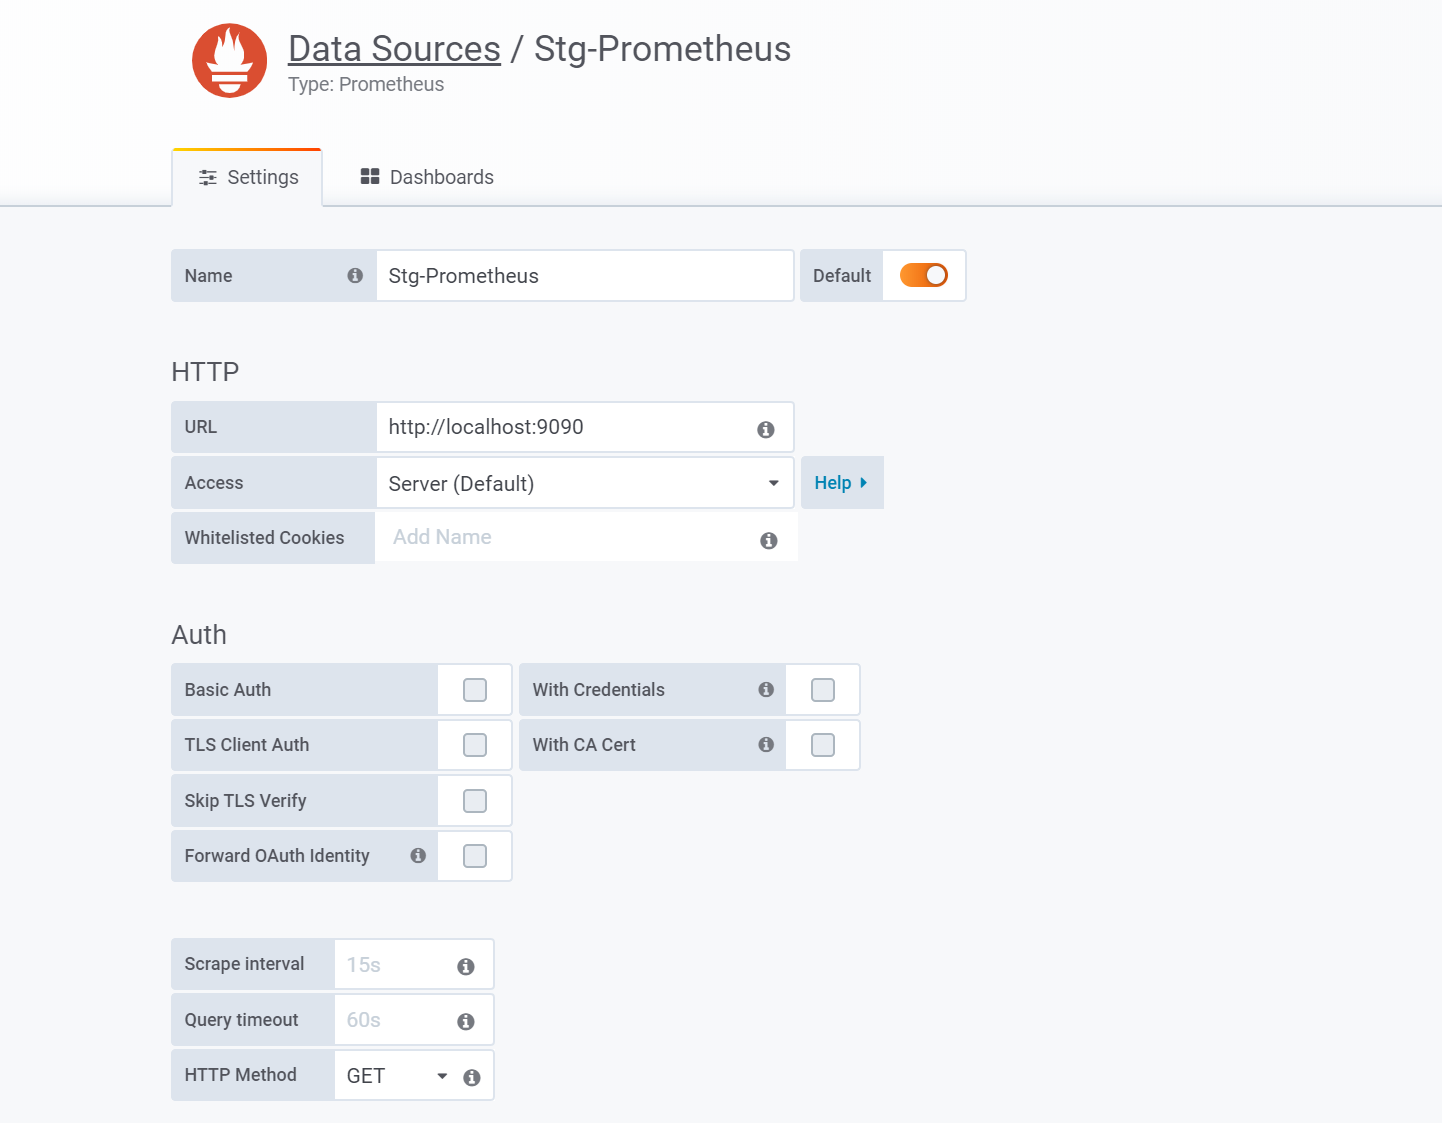 Data Sources / Stg-Prometheus
Type: Prometheus
Settings
Dashboards
Name
Stg-Prometheus
Default
HTTP
URL
http://localhost:9090
Access
Server (Default)
Help
Whitelisted Cookies
Add Name
Auth
Basic Auth
With Credentials
TLS Client Auth
With CA Cert
Skip TLS Verify
Forward OAuth Identity
Scrape interval
15s
Query timeout
60s
HTTP Method
GET